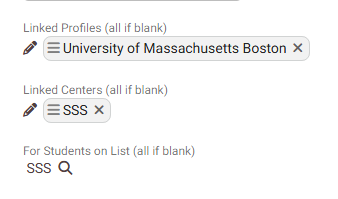 Linked Profiles (all if blank)
University of Massachusetts Boston ×
Linked Centers (all if blank)
SSS ×
For Students on List (all if blank)
SSS